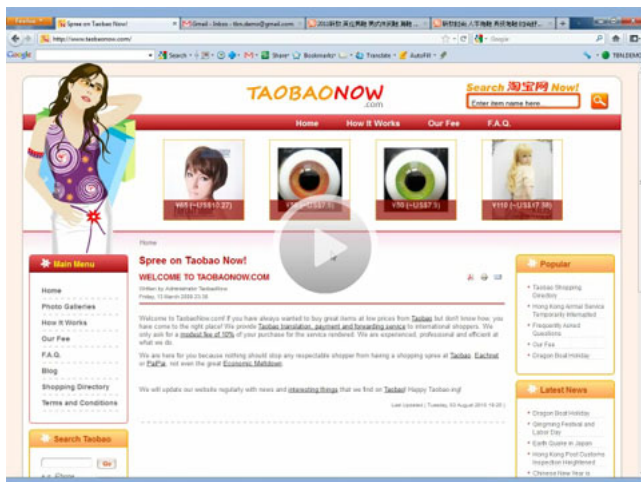 Spree on Taobao Now!
Gmail - Inbox - tbn.demo@gmail.com
http://www.taobaonow.com/
Google
Search
Share
Bookmarks
Translate
AutoFill
TBN.DEMO
TAOBAONOW
.com
Search 淘宝网 Now!
Enter item name here...
Home How It Works Our Fee F.A.Q.
Home
Spree on Taobao Now!
WELCOME TO TAOBAONOW.COM
Written by Administrator TaobaoNow
Friday, 13 March 2009 23:38
Welcome to TaobaoNow.com! If you have always wanted to buy great items at low prices from Taobao but don't know how, you
have come to the right place! We provide Taobao translation, payment and forwarding service to international shoppers. We
only ask for a modest fee of 10% of your purchase for the service rendered. We are experienced, professional and efficient at
what we do.
We are here for you because nothing should stop any respectable shopper from having a shopping spree at Taobao, Eachnet
or PaiPai, not even the great Economic Meltdown.
We will update our website regularly with news and interesting things that we find on Taobao! Happy Taobao-ing!
Main Menu
Home
Photo Galleries
How It Works
Our Fee
F.A.Q.
Blog
Shopping Directory
Terms and Conditions
Search Taobao
Go
Popular
Taobao Shopping
Directory
Hong Kong Airmail Service
Temporarily Interrupted
Frequently Asked
Questions
Our Fee
Dragon Boat Holiday
Latest News
Dragon Boat Holiday
Qingming Festival and
Labor Day
Earth Quake in Japan
Hong Kong Post Customs
Inspection Heightened
Chinese New Year is